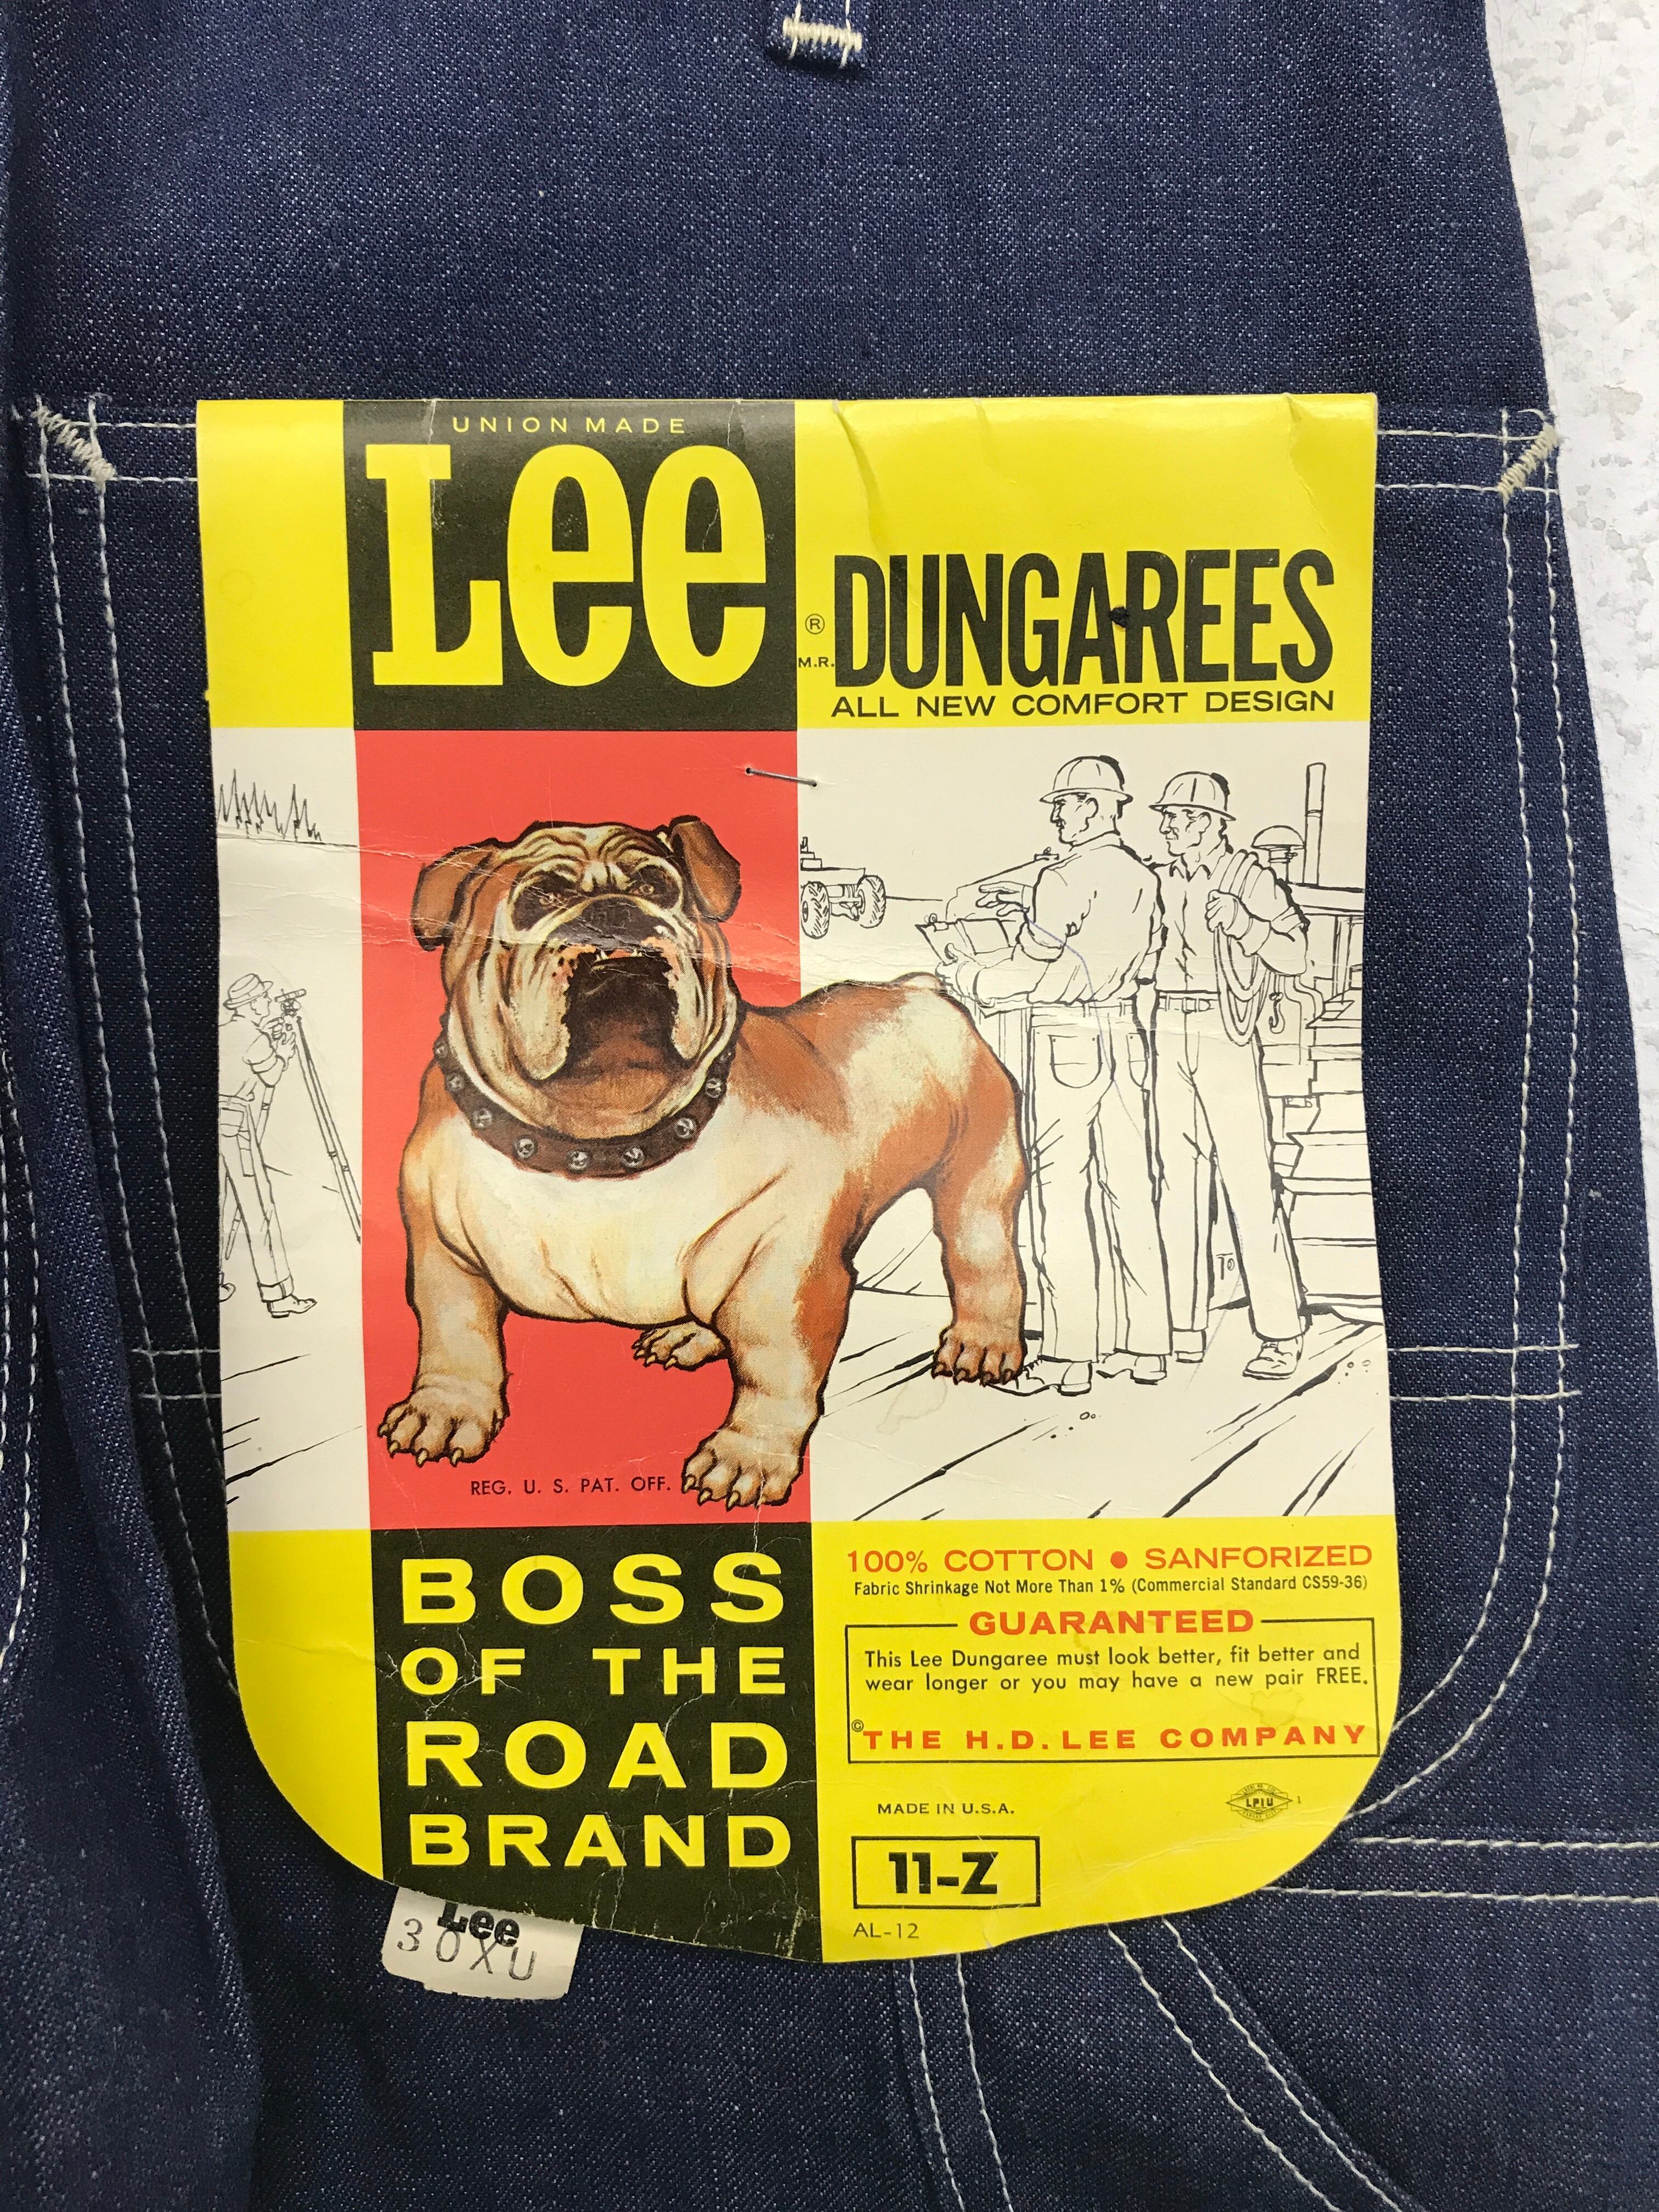 UNION MADE
Lee
®
M.R.
DUNGAREES
ALL NEW COMFORT DESIGN
REG. U. S. PAT. OFF.
BOSS
OF THE
ROAD
BRAND
100% COTTON • SANFORIZED
Fabric Shrinkage Not More Than 1% (Commercial Standard CS59-36)
GUARANTEED
This Lee Dungaree must look better, fit better and
wear longer or you may have a new pair FREE.
© THE H.D. LEE COMPANY
MADE IN U.S.A.
LPIU
1
11-Z
AL-12
Lee
30XU